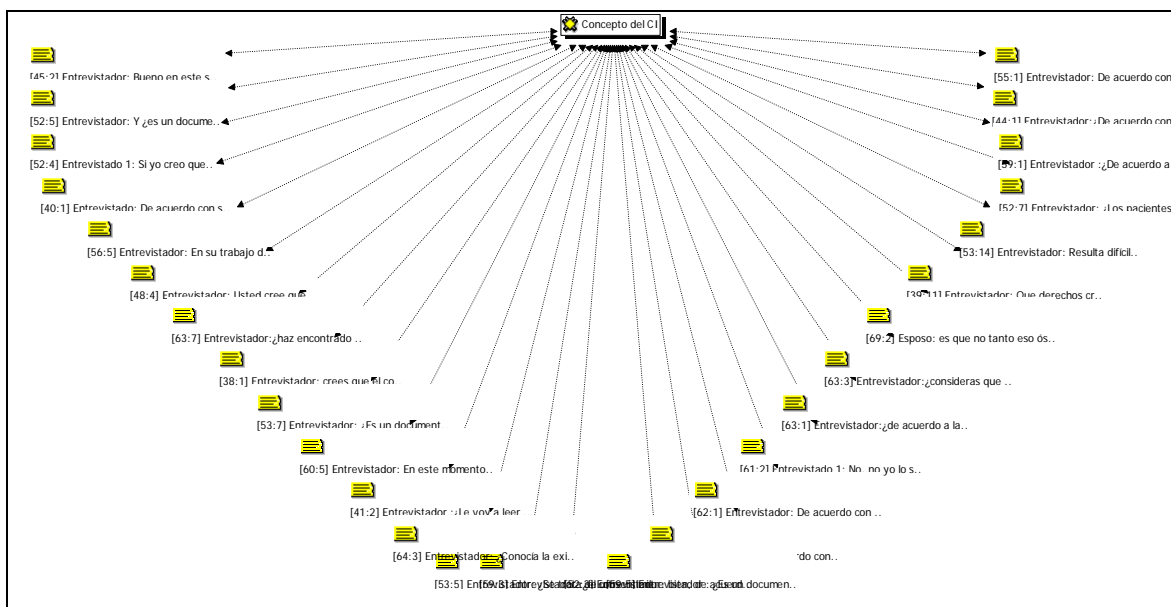 Concepto del CI
[45:2] Entrevistador: Bueno en este s..
[55:1] Entrevistador: De acuerdo con
[52:5] Entrevistador: Y ¿es un docume..
[44:1] Entrevistador:¿De acuerdo con
[52:4] Entrevistado 1: Si yo creo que..
[59:1] Entrevistador :¿De acuerdo a
[40:1] Entrevistado: De acuerdo con s..
[52:7] Entrevistador: ¿Los pacientes
[56:5] Entrevistador: En su trabajo d..
[53:14] Entrevistador: Resulta difícil..
[48:4] Entrevistador: Usted cree que
[39:11] Entrevistador: Que derechos cr..
[63:7] Entrevistador:¿haz encontrado ..
[69:2] Esposo: es que no tanto eso ós..
[38:1] Entrevistador: crees que el co..
[63:3] Entrevistador:¿consideras que ..
[53:7] Entrevistador: ¿Es un document
[63:1] Entrevistador:¿de acuerdo a la..
[60:5] Entrevistador: En este momento..
[61:2] Entrevistado 1: No, no yo lo s..
[41:2] Entrevistador :¿Le voy a leer
[62:1] Entrevistador: De acuerdo con ..
[64:3] Entrevistador: ¿Conocía la exi..
rdo con..
[53:5]
documen..